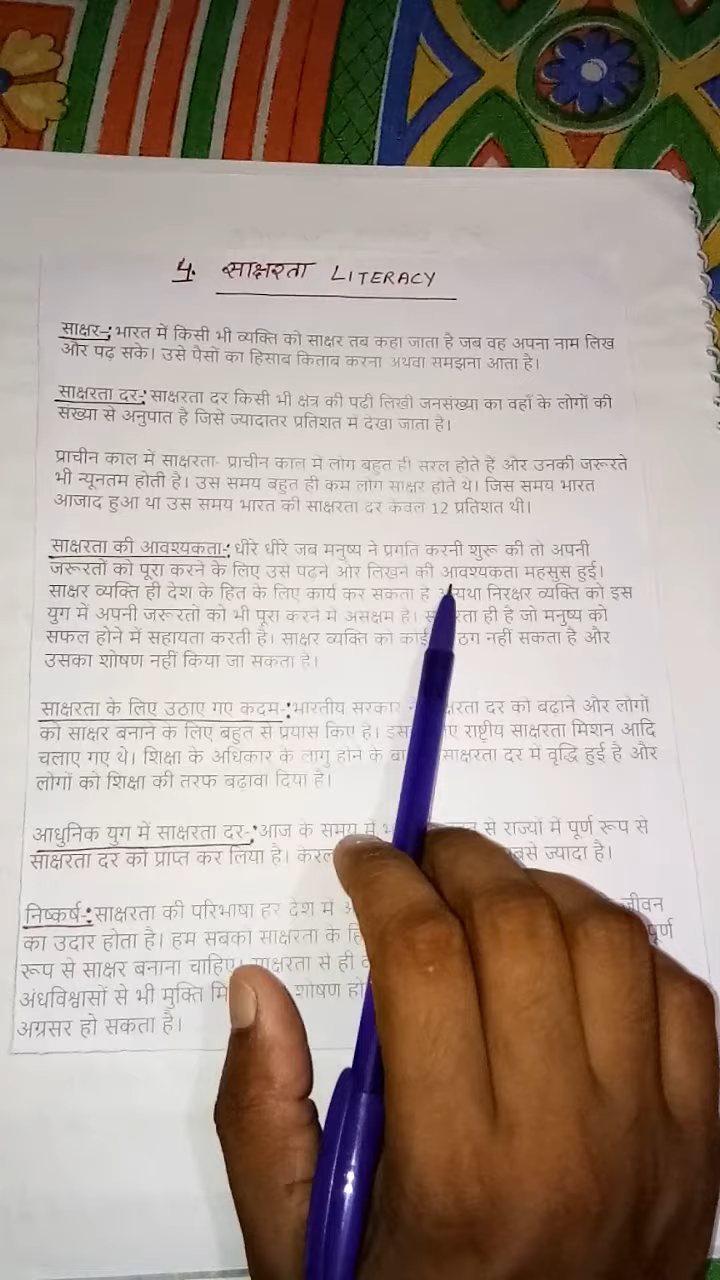 4. साक्षरता LITERACY
साक्षर-: भारत में किसी भी व्यक्ति को साक्षर तब कहा जाता है जब वह अपना नाम लिख
और पढ़ सके। उसे पैसों का हिसाब किताब करना अथवा समझना आता है।
साक्षरता दर-: साक्षरता दर किसी भी क्षत्र की पढी लिखी जनसंख्या का वहाँ के लोगों की
संख्या से अनुपात है जिसे ज्यादातर प्रतिशत में देखा जाता है।
प्राचीन काल में साक्षरता- प्राचीन काल में लोग बहुत ही सरल होते हैं और उनकी जरूरते
भी न्यूनतम होती है। उस समय बहुत ही कम लोग साक्षर होते थे। जिस समय भारत
आजाद हुआ था उस समय भारत की साक्षरता दर केवल 12 प्रतिशत थी।
साक्षरता की आवश्यकता-: धीरे धीरे जब मनुष्य ने प्रगति करनी शुरू की तो अपनी
जरूरतों को पूरा करने के लिए उसे पढ़ने और लिखने की आवश्यकता महसुस हुई।
साक्षर व्यक्ति ही देश के हित के लिए कार्य कर सकता है निरक्षर व्यक्ति को इस
युग में अपनी जरूरतों को भी पूरा करने मे असक्षम है। ही है जो मनुष्य को
सफल होने में सहायता करती है। साक्षर व्यक्ति को ठग नहीं सकता है और
उसका शोषण नहीं किया जा सकता है।
साक्षरता के लिए उठाए गए कदम-: भारतीय सरकार दर को बढ़ाने और लोगों
को साक्षर बनाने के लिए बहुत से प्रयास किए है। राष्टीय साक्षरता मिशन आदि
चलाए गए थे। शिक्षा के अधिकार के लागु होने के साक्षरता दर में वृद्धि हुई है और
लोगों को शिक्षा की तरफ बढ़ावा दिया है।
आधुनिक युग में साक्षरता दर-: आज के समय में से राज्यों में पूर्ण रूप से
साक्षरता दर को प्राप्त कर लिया है। ज्यादा है।
निष्कर्ष-: साक्षरता की परिभाषा हर देश में जीवन
का उदार होता है। हम सबको साक्षरता के
रूप से साक्षर बनाना चाहिए। साक्षरता से ही
अंधविश्वासों से भी मुक्ति शोषण
अग्रसर हो सकता है।